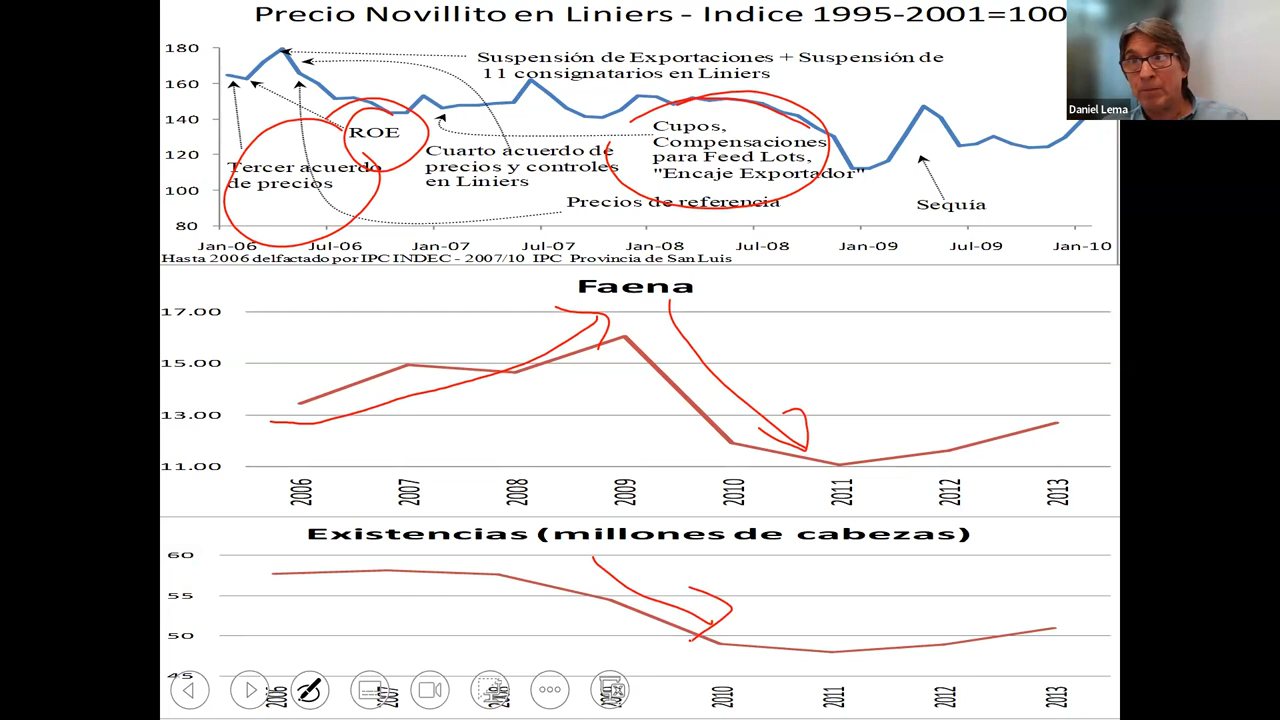 Precio Novillito en Liniers - Indice 1995-2001=100
Daniel Lema
180
160
140
120
100
80
Suspensión de Exportaciones + Suspensión de
11 consignatarios en Liniers
ROE
Tercer acuerdo
de precios
Cuarto acuerdo de
precios y controles
en Liniers
Cupos,
Compensaciones
para Feed Lots,
"Encaje Exportador"
Precios de referencia
Sequía
Jan-06 Jul-06 Jan-07 Jul-07 Jan-08 Jul-08 Jan-09 Jul-09 Jan-10
Hasta 2006 delfactado por IPC INDEC - 2007/10 IPC Provincia de San Luis
Faena
17.00
15.00
13.00
11.00
2006 2007 2008 2009 2010 2011 2012 2013
Existencias (millones de cabezas)
60
55
50
45
2006 2007 2010 2011 2012 2013